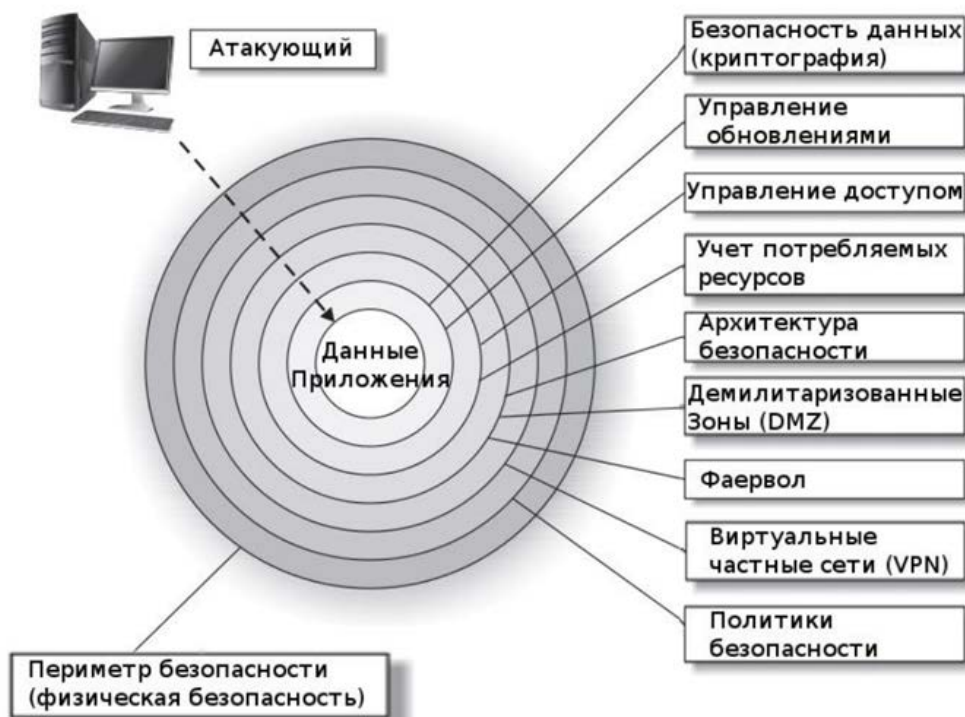 Атакующий
Безопасность данных
(криптография)
Управление
обновлениями
Управление доступом
Учет потребляемых
ресурсов
Архитектура
безопасности
Демилитаризованные
Зоны (DMZ)
Фаервол
Виртуальные
частные сети (VPN)
Политики
безопасности
Данные
Приложения
Периметр безопасности
(физическая безопасность)